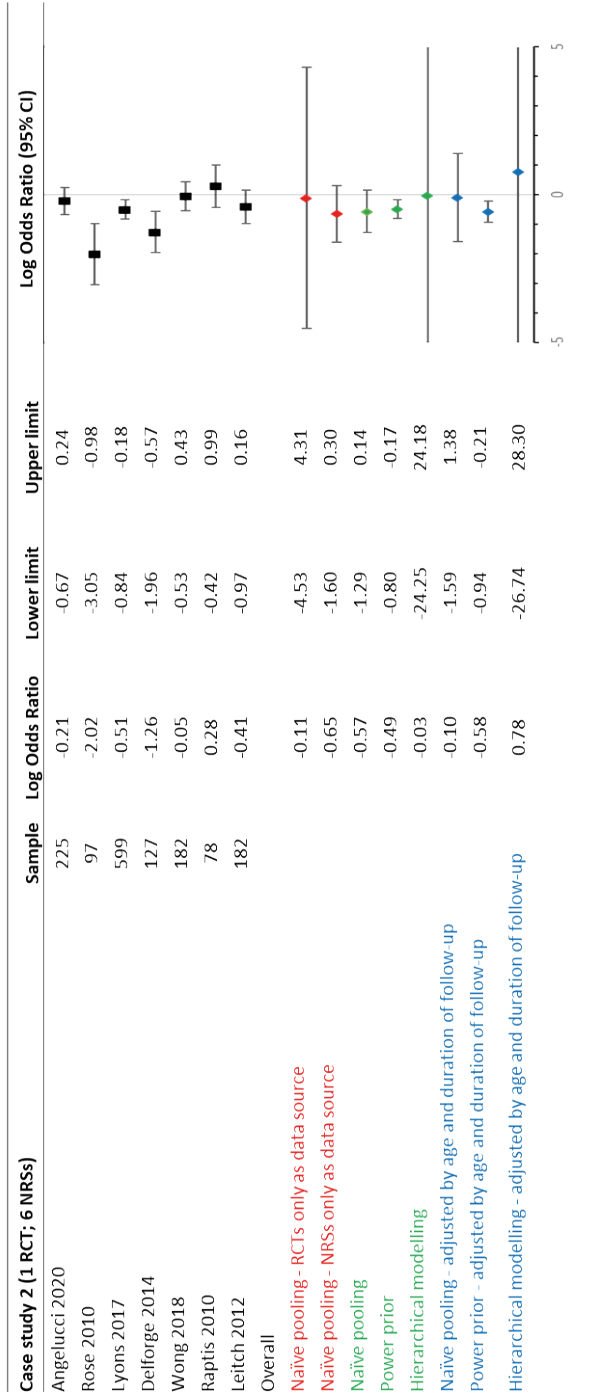 Case study 2 (1 RCT; 6 NRSs) Sample Log Odds Ratio Lower limit Upper limit Log Odds Ratio (95% CI)
Angelucci 2020 225 -0.21 -0.67 0.24
Rose 2010 97 -2.02 -3.05 -0.98
Lyons 2017 599 -0.51 -0.84 -0.18
Delforge 2014 127 -1.26 -1.96 -0.57
Wong 2018 182 -0.05 -0.53 0.43
Raptis 2010 78 0.28 -0.42 0.99
Leitch 2012 182 -0.41 -0.97 0.16
Overall
Naïve pooling - RCTs only as data source -0.11 -4.53 4.31
Naïve pooling - NRSs only as data source -0.65 -1.60 0.30
Naïve pooling -0.57 -1.29 0.14
Power prior -0.49 -0.80 -0.17
Hierarchical modelling -0.03 -24.25 24.18
Naïve pooling - adjusted by age and duration of follow-up -0.10 -1.59 1.38
Power prior - adjusted by age and duration of follow-up -0.58 -0.94 -0.21
Hierarchical modelling - adjusted by age and duration of follow-up 0.78 -26.74 28.30
-5 0 5